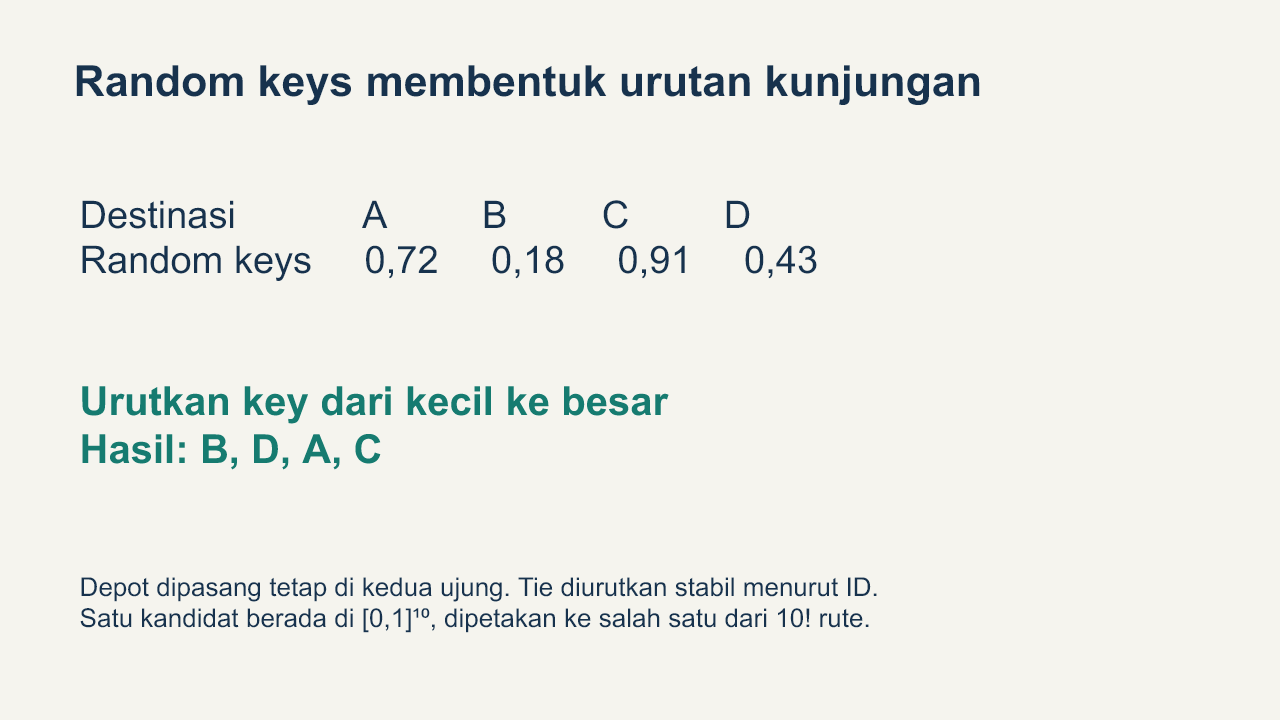 Random keys membentuk urutan kunjungan
Destinasi A B C D
Random keys 0,72 0,18 0,91 0,43
Urutkan key dari kecil ke besar
Hasil: B, D, A, C
Depot dipasang tetap di kedua ujung. Tie diurutkan stabil menurut ID.
Satu kandidat berada di [0,1]¹⁰, dipetakan ke salah satu dari 10! rute.